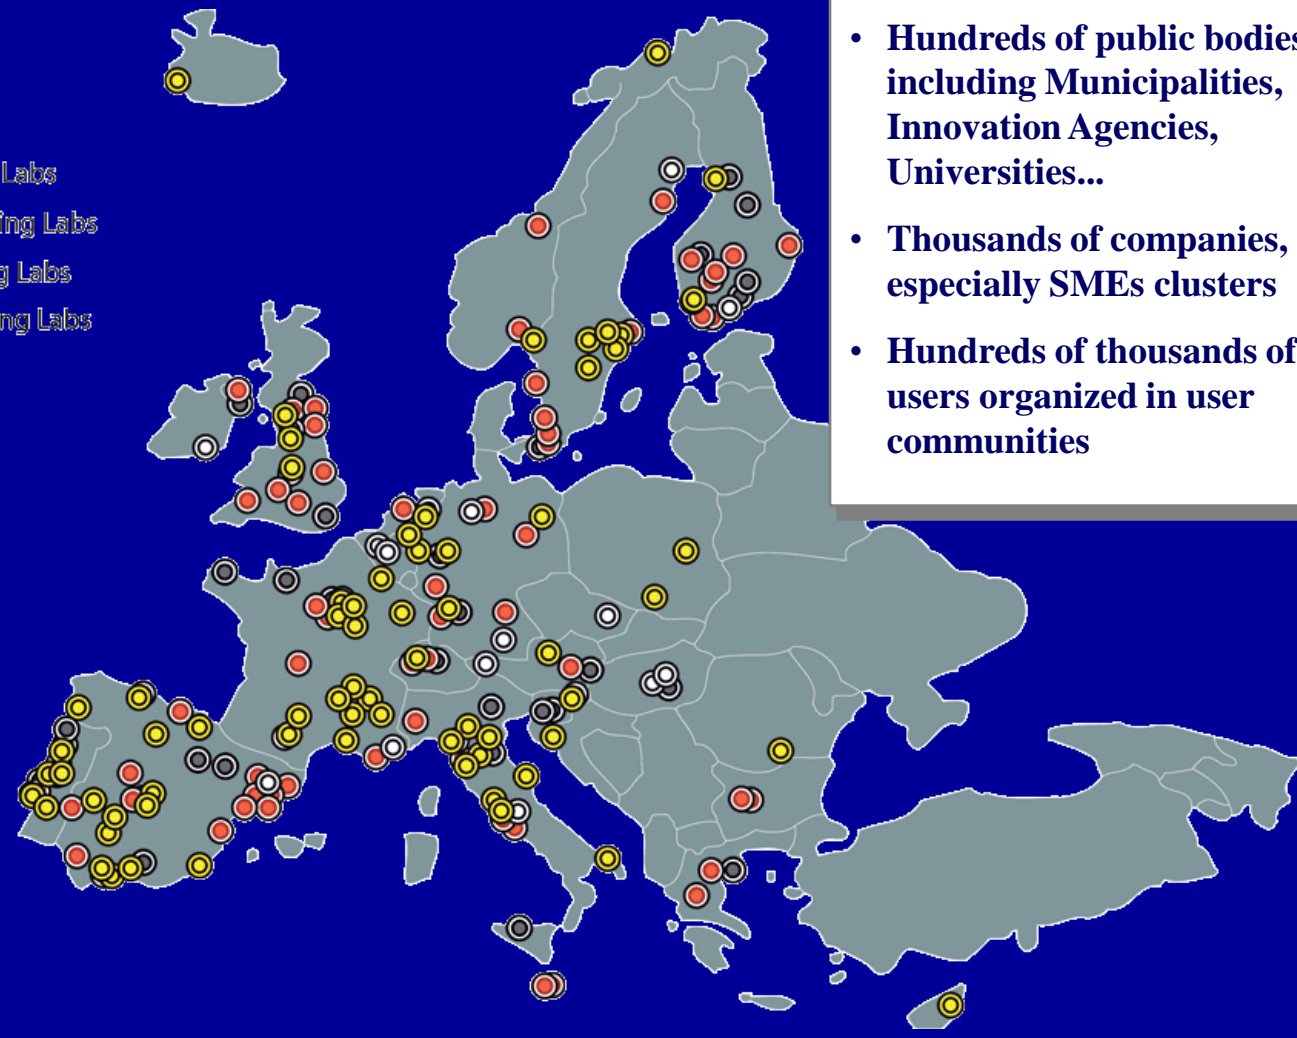 Labs
ing Labs
g Labs
ng Labs
• Hundreds of public bodies
including Municipalities,
Innovation Agencies,
Universities...
• Thousands of companies,
especially SMEs clusters
• Hundreds of thousands of
users organized in user
communities